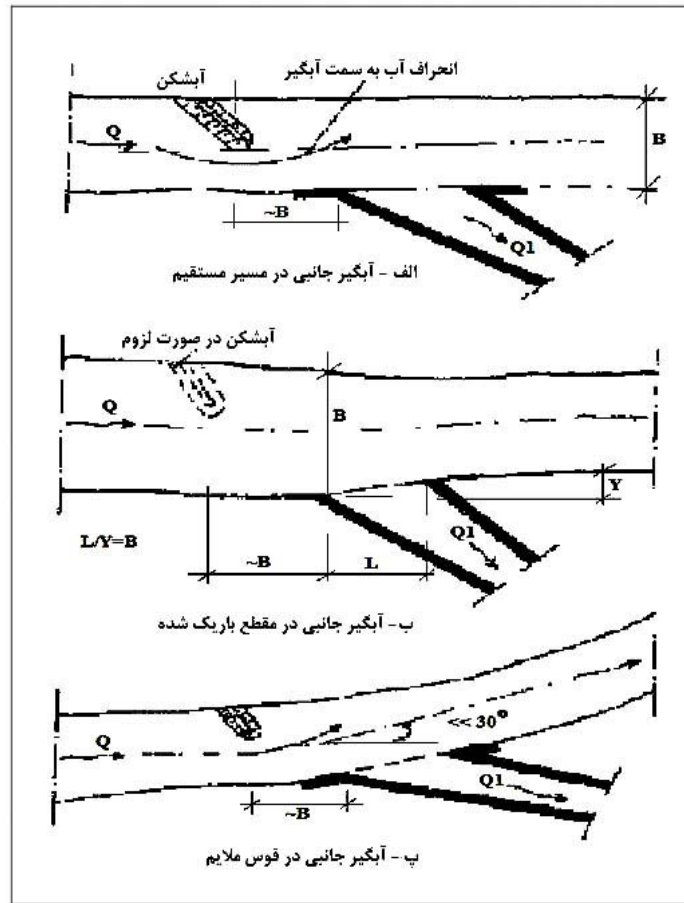 آبشکن
انحراف آب به سمت آبگیر
Q
B
~B
Q1
الف - آبگیر جانبی در مسیر مستقیم
آبشکن در صورت لزوم
Q
B
Y
Q1
L/Y=B
~B
L
ب - آبگیر جانبی در مقطع باریک شده
Q
<< 30°
Q1
~B
پ - آبگیر جانبی در قوس ملایم